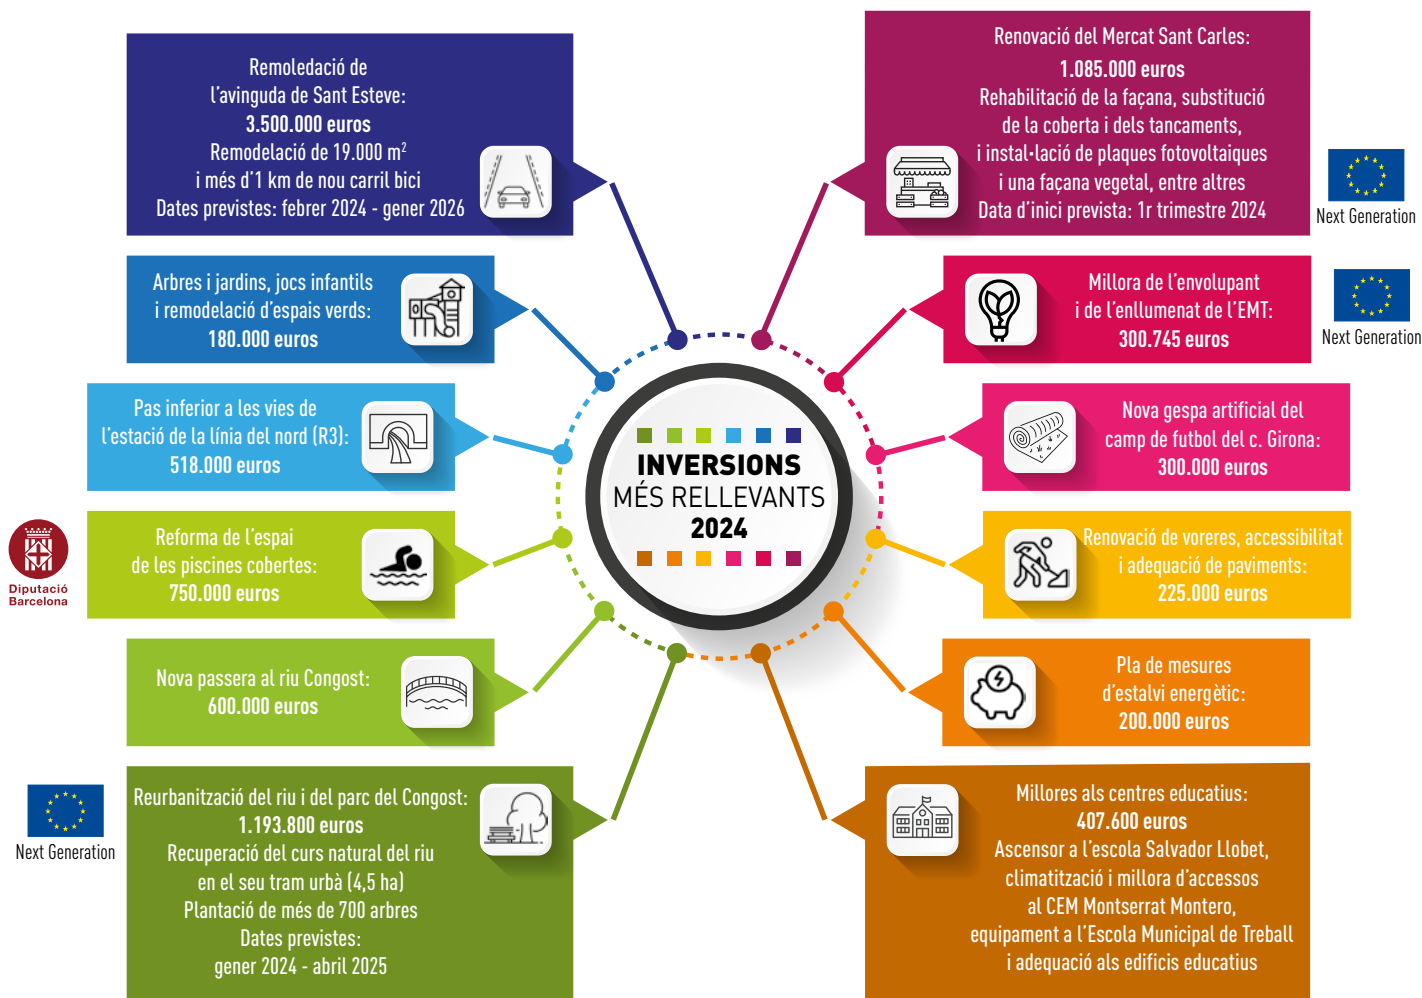 Remoledació de
l'avinguda de Sant Esteve:
3.500.000 euros
Remodelació de 19.000 m²
i més d'1 km de nou carril bici
Dates previstes: febrer 2024 - gener 2026
Arbres i jardins, jocs infantils
i remodelació d'espais verds:
180.000 euros
Pas inferior a les vies de
l'estació de la línia del nord (R3):
518.000 euros
Diputació
Barcelona
Reforma de l'espai
de les piscines cobertes:
750.000 euros
Nova passera al riu Congost:
600.000 euros
Next Generation
Reurbanització del riu i del parc del Congost:
1.193.800 euros
Recuperació del curs natural del riu
en el seu tram urbà (4,5 ha)
Plantació de més de 700 arbres
Dates previstes:
gener 2024 - abril 2025
INVERSIONS
MÉS RELLEVANTS
2024
Renovació del Mercat Sant Carles:
1.085.000 euros
Rehabilitació de la façana, substitució
de la coberta i dels tancaments,
i instal·lació de plaques fotovoltaiques
i una façana vegetal, entre altres
Data d'inici prevista: 1r trimestre 2024
Next Generation
Millora de l'envolupant
i de l'enllumenat de l'EMT:
300.745 euros
Next Generation
Nova gespa artificial del
camp de futbol del c. Girona:
300.000 euros
Renovació de voreres, accessibilitat
i adequació de paviments:
225.000 euros
Pla de mesures
d'estalvi energètic:
200.000 euros
Millores als centres educatius:
407.600 euros
Ascensor a l'escola Salvador Llobet,
climatització i millora d'accessos
al CEM Montserrat Montero,
equipament a l'Escola Municipal de Treball
i adequació als edificis educatius